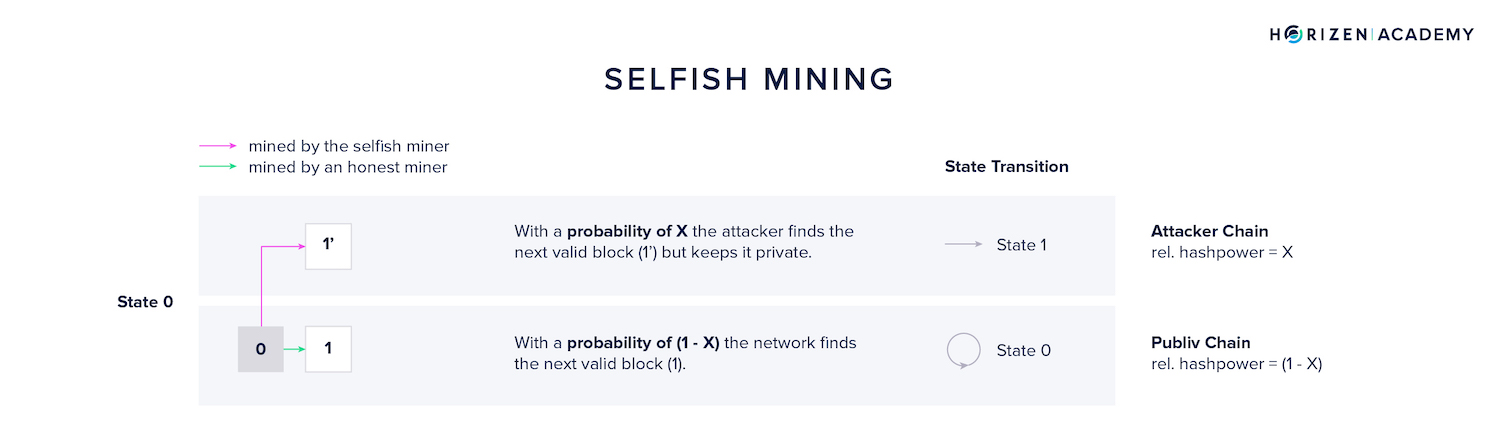 HORIZEN|ACADEMY
SELFISH MINING
mined by the selfish miner
mined by an honest miner
State Transition
1’
With a probability of X the attacker finds the
next valid block (1’) but keeps it private.
State 1
Attacker Chain
rel. hashpower = X
State 0
0
1
With a probability of (1 - X) the network finds
the next valid block (1).
State 0
Publiv Chain
rel. hashpower = (1 - X)